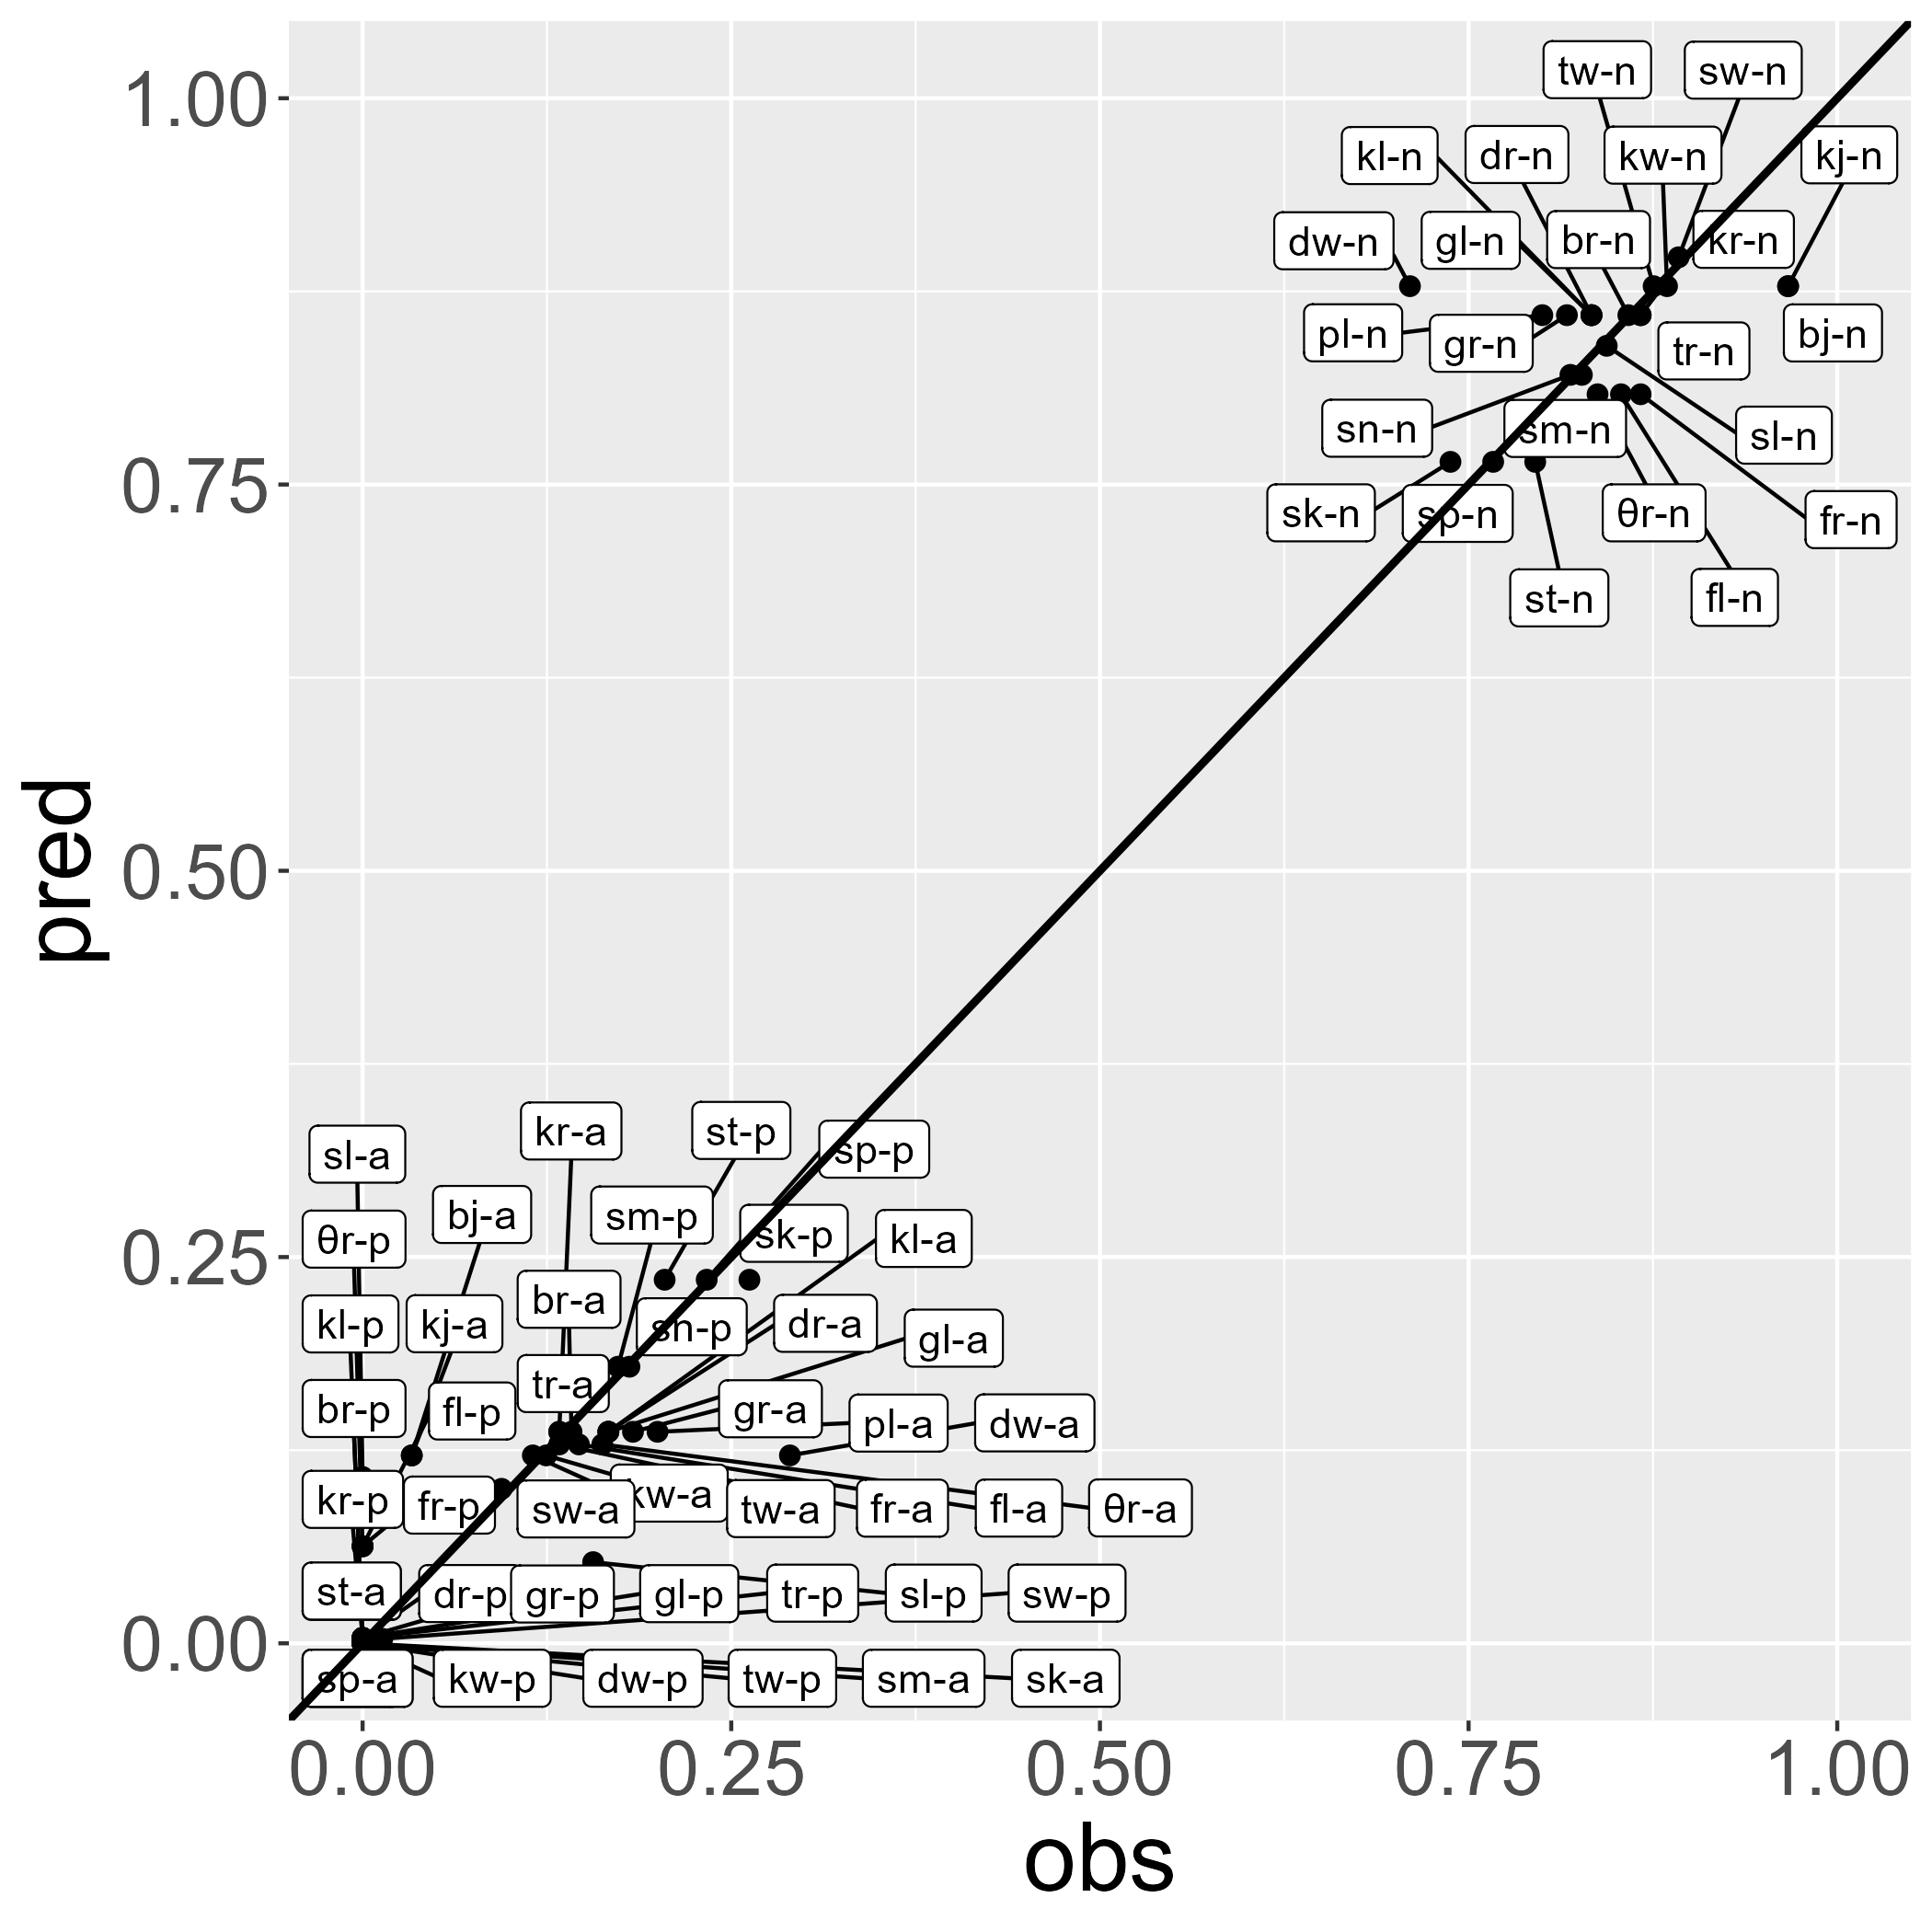 tw-n
sw-n
1.00
kl-n
dr-n
kw-n
kj-n
dw-n
gl-n
br-n
kr-n
pl-n
gr-n
tr-n
bj-n
sn-n
sm-n
sl-n
0.75
sk-n
sp-n
θr-n
fr-n
st-n
fl-n
pred
0.50
kr-a
st-p
sp-p
sl-a
bj-a
sm-p
sk-p
kl-a
θr-p
0.25
br-a
kl-p
kj-a
sn-p
dr-a
gl-a
tr-a
br-p
fl-p
gr-a
pl-a
dw-a
kr-p
fr-p
sw-a
kw-a
tw-a
fr-a
fl-a
θr-a
st-a
dr-p
gr-p
gl-p
tr-p
sl-p
sw-p
0.00
sp-a
kw-p
dw-p
tw-p
sm-a
sk-a
0.00
0.25
0.50
0.75
1.00
obs